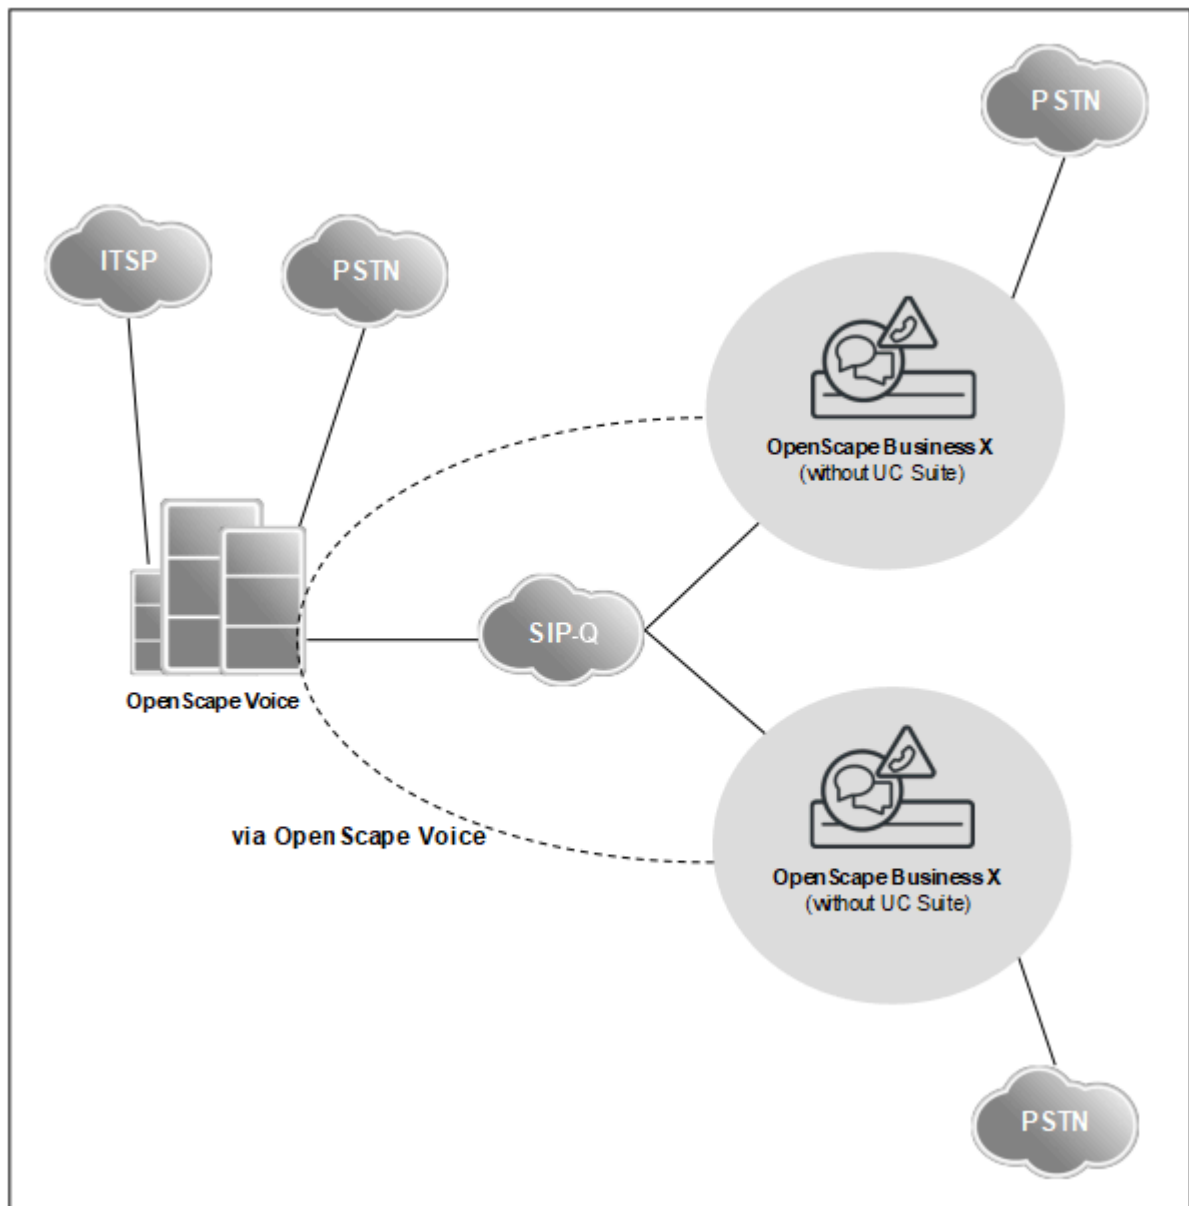 PSTN
ITSP
PSTN
OpenScape Business X
(without UC Suite)
SIP-Q
OpenScape Voice
via OpenScape Voice
OpenScape Business X
(without UC Suite)
PSTN